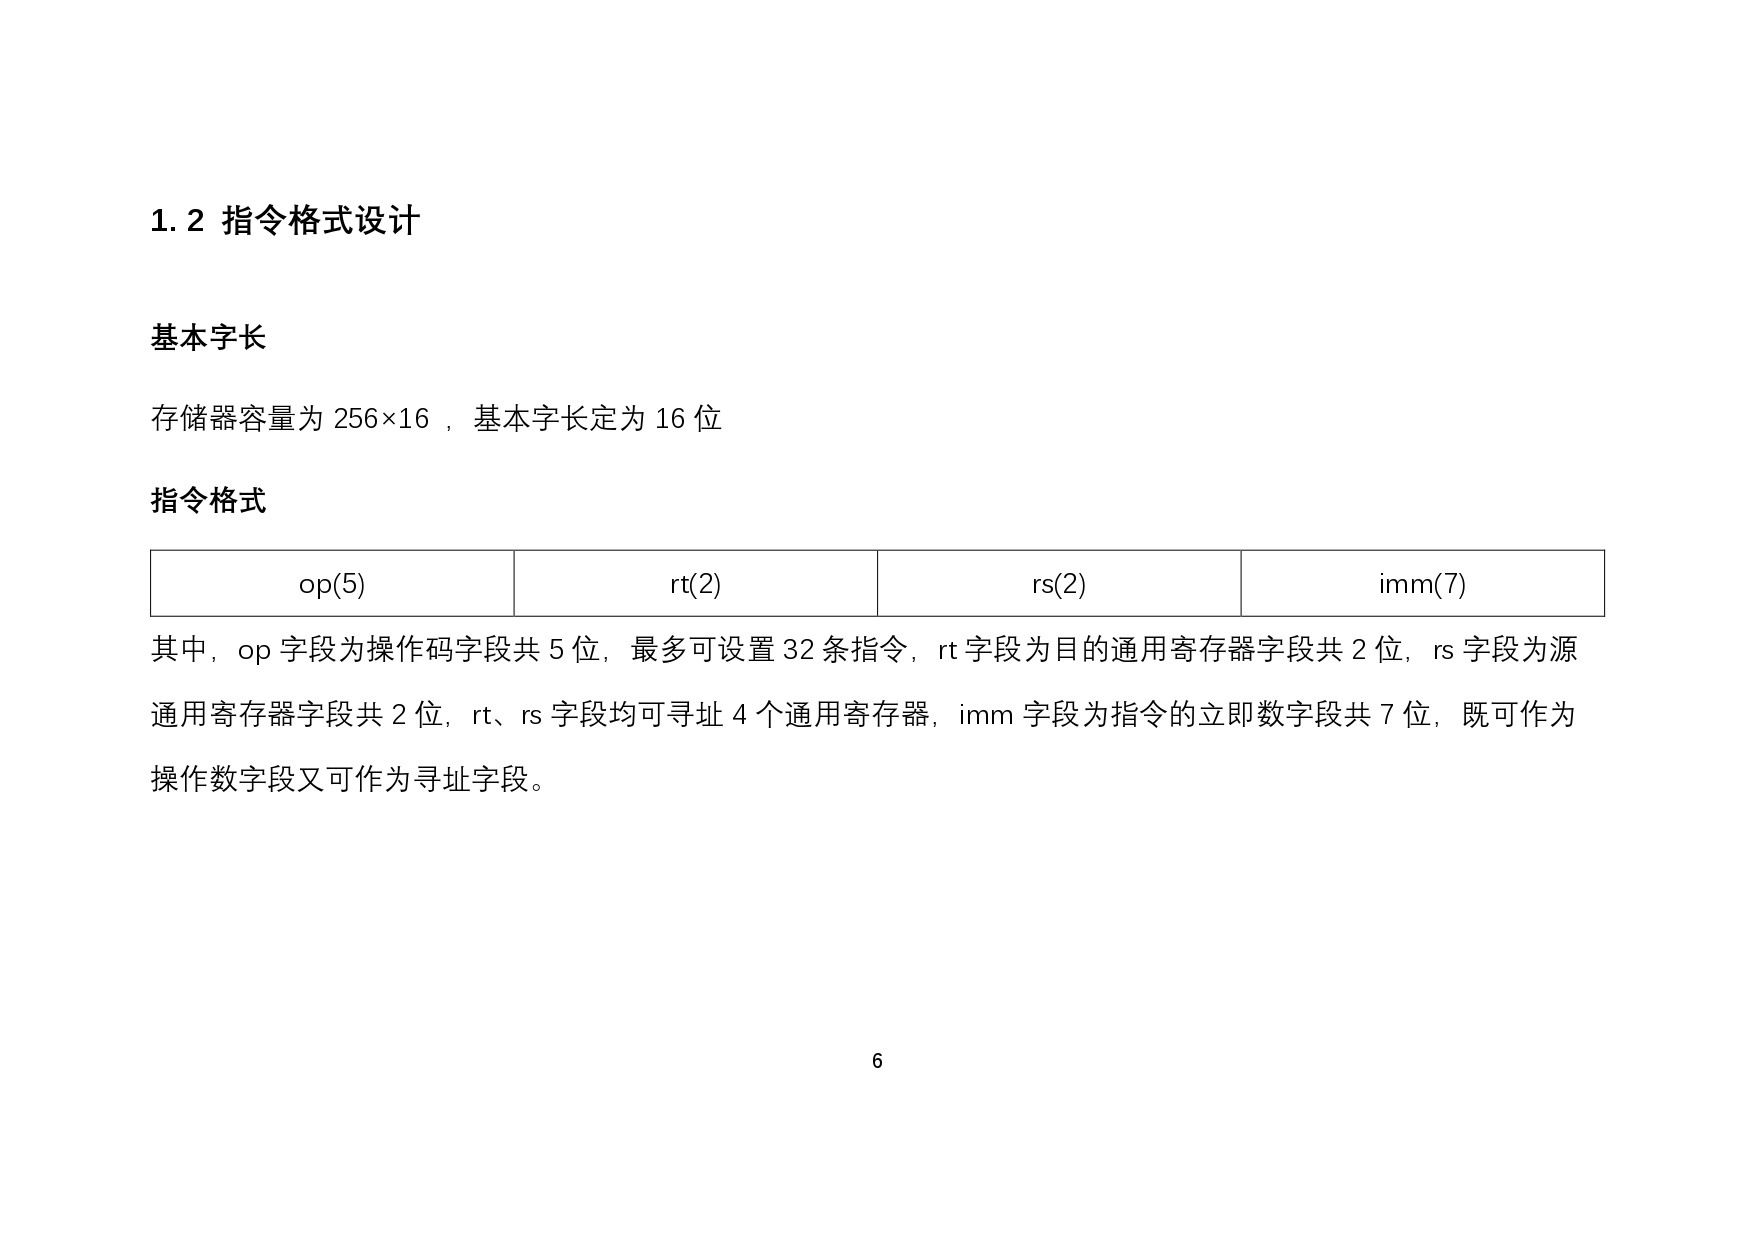 1. 2 指令格式设计
基本字长
存储器容量为 256×16 ，基本字长定为 16 位
指令格式
op(5) rt(2) rs(2) imm(7)
其中，op 字段为操作码字段共 5 位，最多可设置 32 条指令，rt 字段为目的通用寄存器字段共 2 位，rs 字段为源
通用寄存器字段共 2 位，rt、rs 字段均可寻址 4 个通用寄存器，imm 字段为指令的立即数字段共 7 位，既可作为
操作数字段又可作为寻址字段。
6